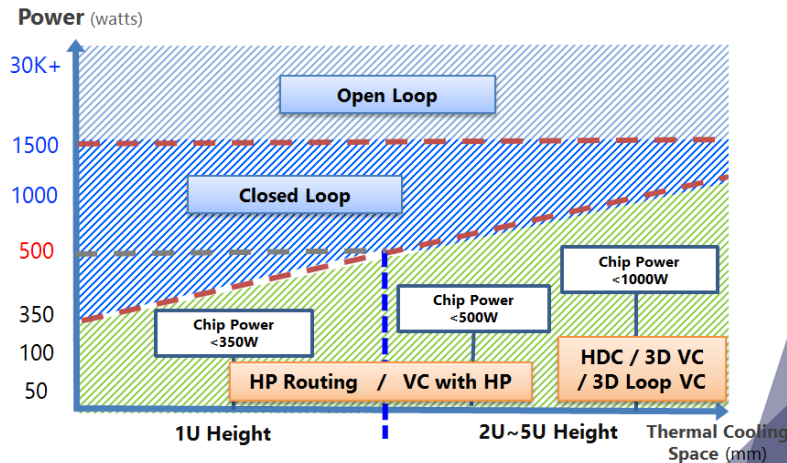 Power (watts)
30K+
Open Loop
1500
Closed Loop
1000
500
Chip Power
<1000W
Chip Power
<500W
350
Chip Power
<350W
100
HDC / 3D VC
/ 3D Loop VC
HP Routing / VC with HP
50
1U Height
2U~5U Height
Thermal Cooling
Space (mm)